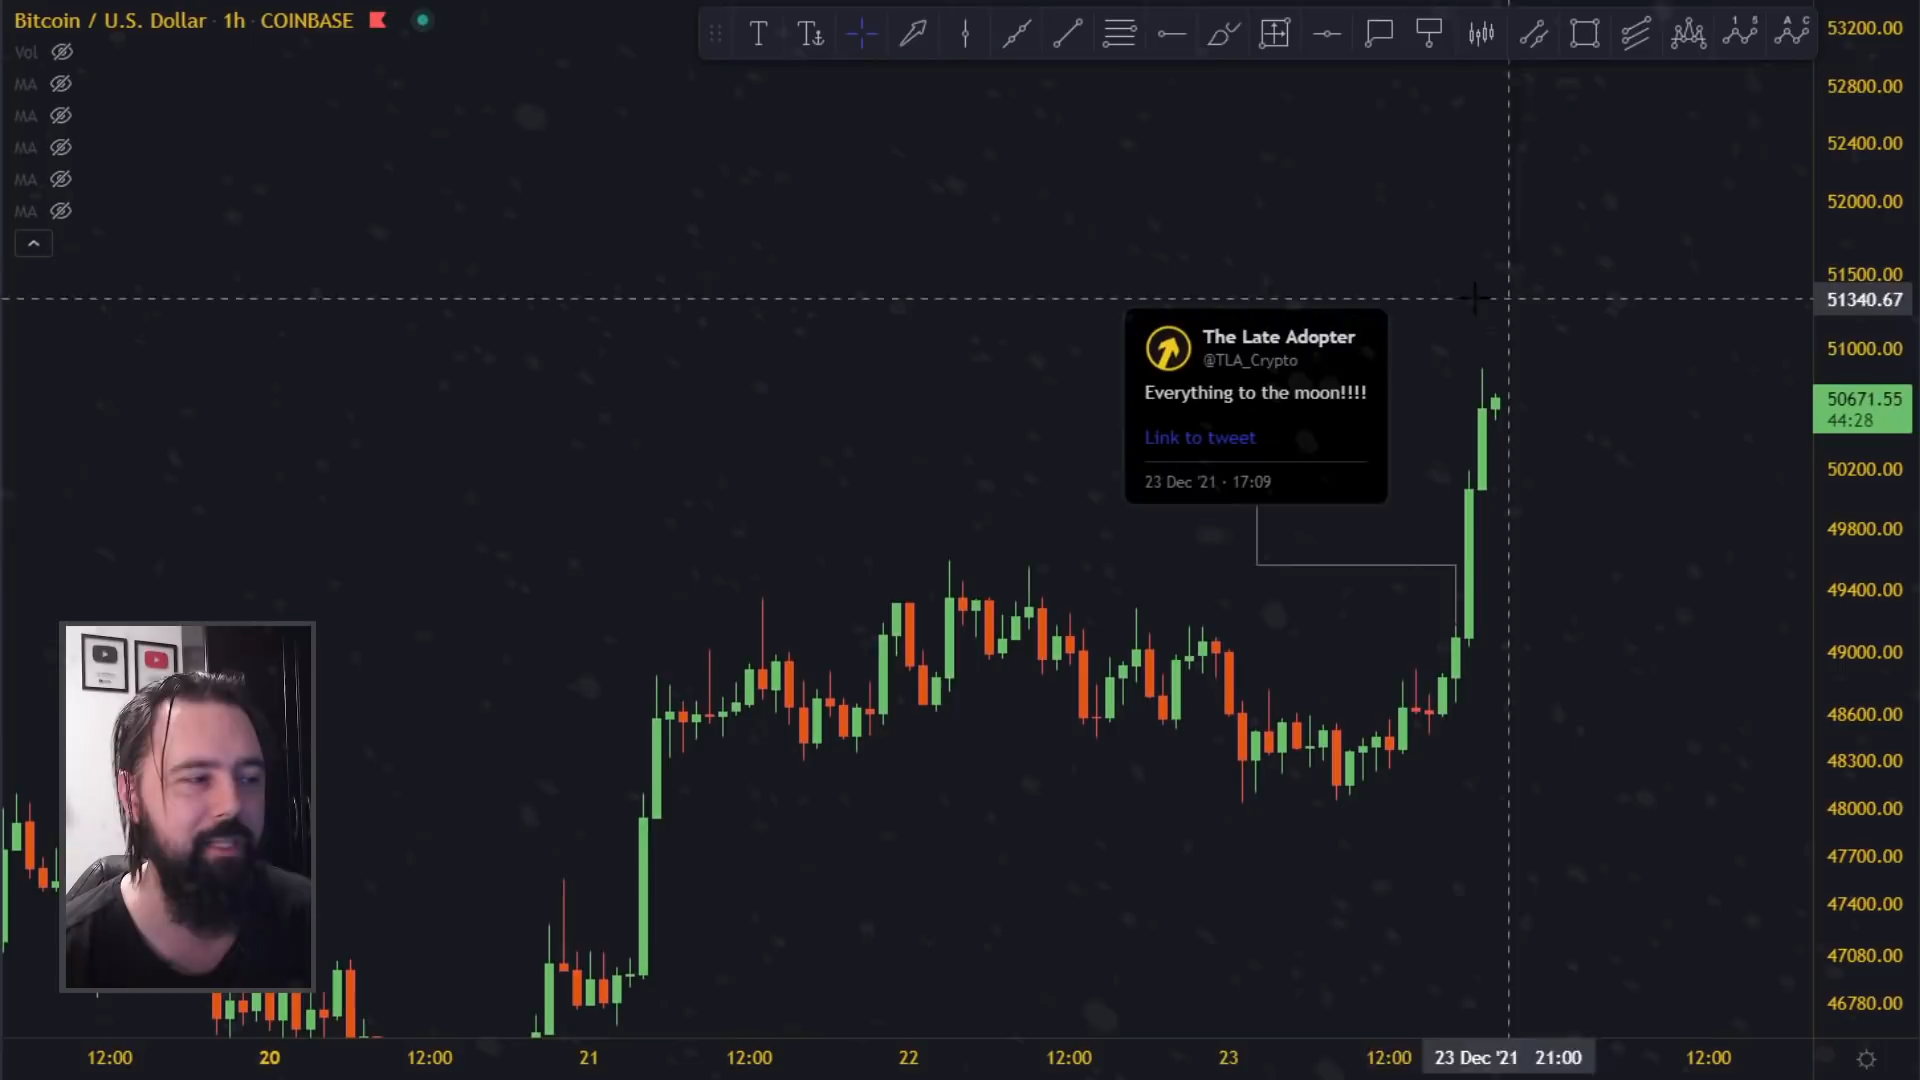 Bitcoin / U.S. Dollar · 1h · COINBASE
Vol
MA
MA
MA
MA
MA
T T
1 5
A C
53200.00
52800.00
52400.00
52000.00
51500.00
51340.67
51000.00
50671.55
44:28
50200.00
49800.00
49400.00
49000.00
48600.00
48300.00
48000.00
47700.00
47400.00
47080.00
46780.00
The Late Adopter
@TLA_Crypto
Everything to the moon!!!!
Link to tweet
23 Dec '21 · 17:09
12:00 20 12:00 21 12:00 22 12:00 23 12:00 23 Dec '21 21:00 12:00